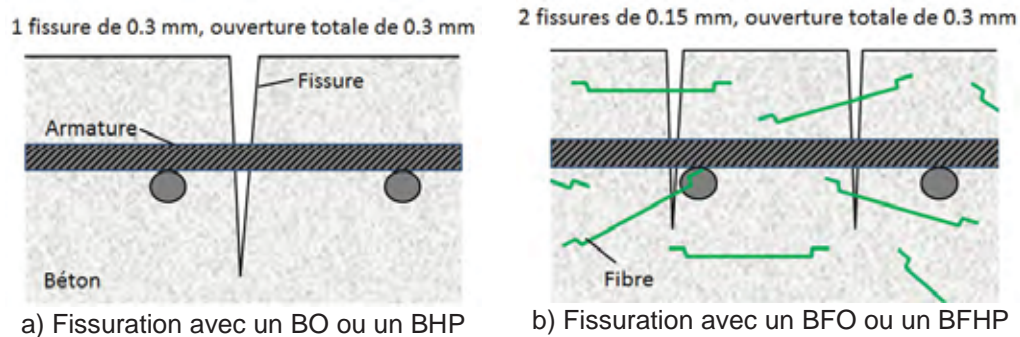 1 fissure de 0.3 mm, ouverture totale de 0.3 mm
Fissure
Armature
Béton
a) Fissuration avec un BO ou un BHP
2 fissures de 0.15 mm, ouverture totale de 0.3 mm
Fibre
b) Fissuration avec un BFO ou un BFHP